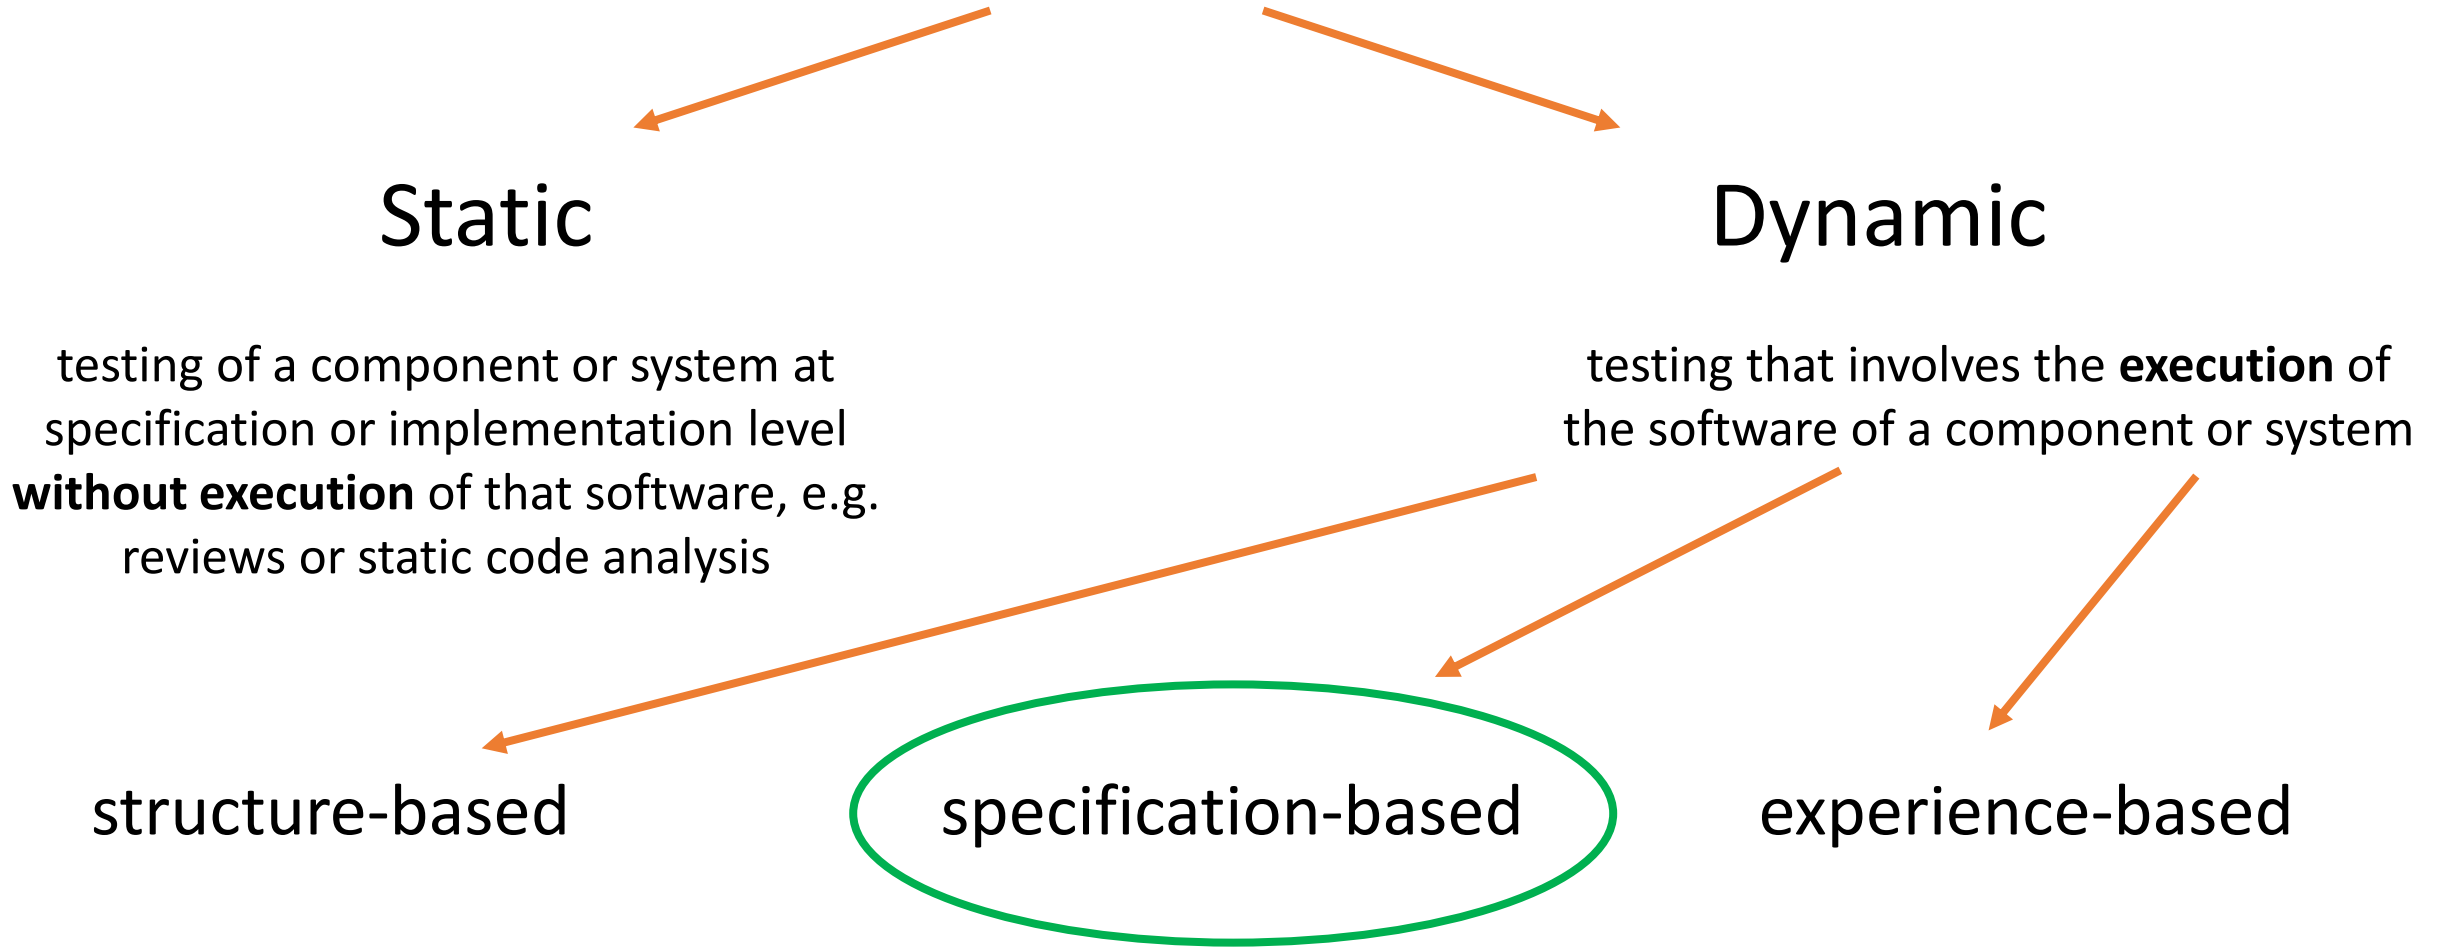 Static
Dynamic
testing of a component or system at
specification or implementation level
without execution of that software, e.g.
reviews or static code analysis
testing that involves the execution of
the software of a component or system
structure-based
specification-based
experience-based